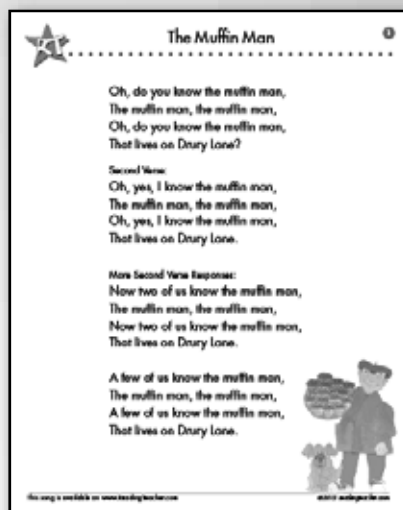 The Muffin Man
Oh, do you know the muffin man,
The muffin man, the muffin man,
Oh, do you know the muffin man,
That lives on Drury Lane?
Second Verse:
Oh, yes, I know the muffin man,
The muffin man, the muffin man,
Oh, yes, I know the muffin man,
That lives on Drury Lane.
More Second Verse Responses:
Now two of us know the muffin man,
The muffin man, the muffin man,
Now two of us know the muffin man,
That lives on Drury Lane.
A few of us know the muffin man,
The muffin man, the muffin man,
A few of us know the muffin man,
That lives on Drury Lane.
This song is available on